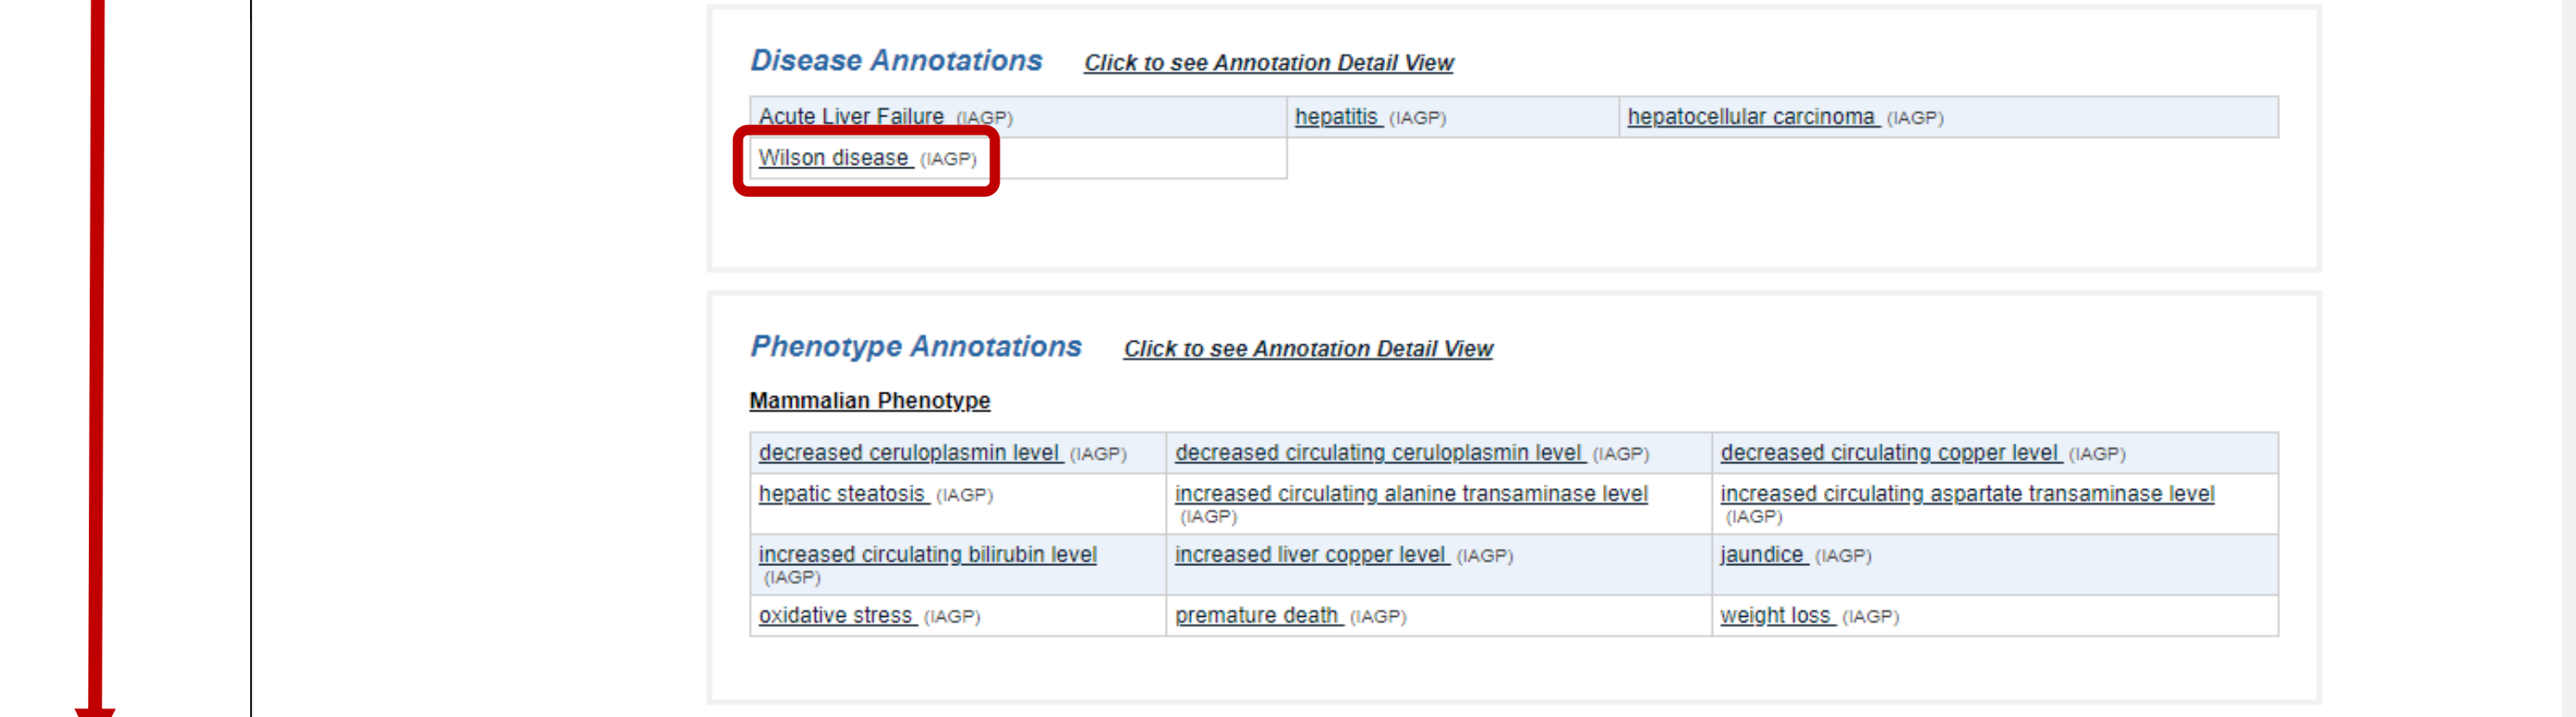 Disease Annotations Click to see Annotation Detail View
Acute Liver Failure (IAGP) hepatitis (IAGP) hepatocellular carcinoma (IAGP)
Wilson disease (IAGP)
Phenotype Annotations Click to see Annotation Detail View
Mammalian Phenotype
decreased ceruloplasmin level (IAGP) decreased circulating ceruloplasmin level (IAGP) decreased circulating copper level (IAGP)
hepatic steatosis (IAGP) increased circulating alanine transaminase level increased circulating aspartate transaminase level
(IAGP) (IAGP)
increased circulating bilirubin level increased liver copper level (IAGP) jaundice (IAGP)
(IAGP)
oxidative stress (IAGP) premature death (IAGP) weight loss (IAGP)